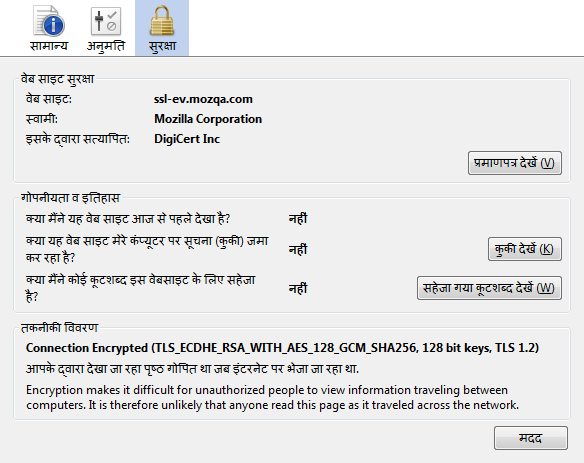 सामान्य अनुमति सुरक्षा
वेब साइट सुरक्षा
वेब साइट: ssl-ev.mozqa.com
स्वामी: Mozilla Corporation
इसके द्वारा सत्यापित: DigiCert Inc
प्रमाणपत्र देखें (V)
गोपनीयता व इतिहास
क्या मैंने यह वेब साइट आज से पहले देखा है? नहीं
क्या यह वेब साइट मेरे कंप्यूटर पर सूचना (कुकी) जमा
कर रहा है? नहीं कुकी देखें (K)
क्या मैंने कोई कूटशब्द इस वेबसाइट के लिए सहेजा
है? नहीं सहेजा गया कूटशब्द देखें (W)
तकनीकी विवरण
Connection Encrypted (TLS_ECDHE_RSA_WITH_AES_128_GCM_SHA256, 128 bit keys, TLS 1.2)
आपके द्वारा देखा जा रहा पृष्ठ गोपित था जब इंटरनेट पर भेजा जा रहा था.
Encryption makes it difficult for unauthorized people to view information traveling between
computers. It is therefore unlikely that anyone read this page as it traveled across the network.
मदद